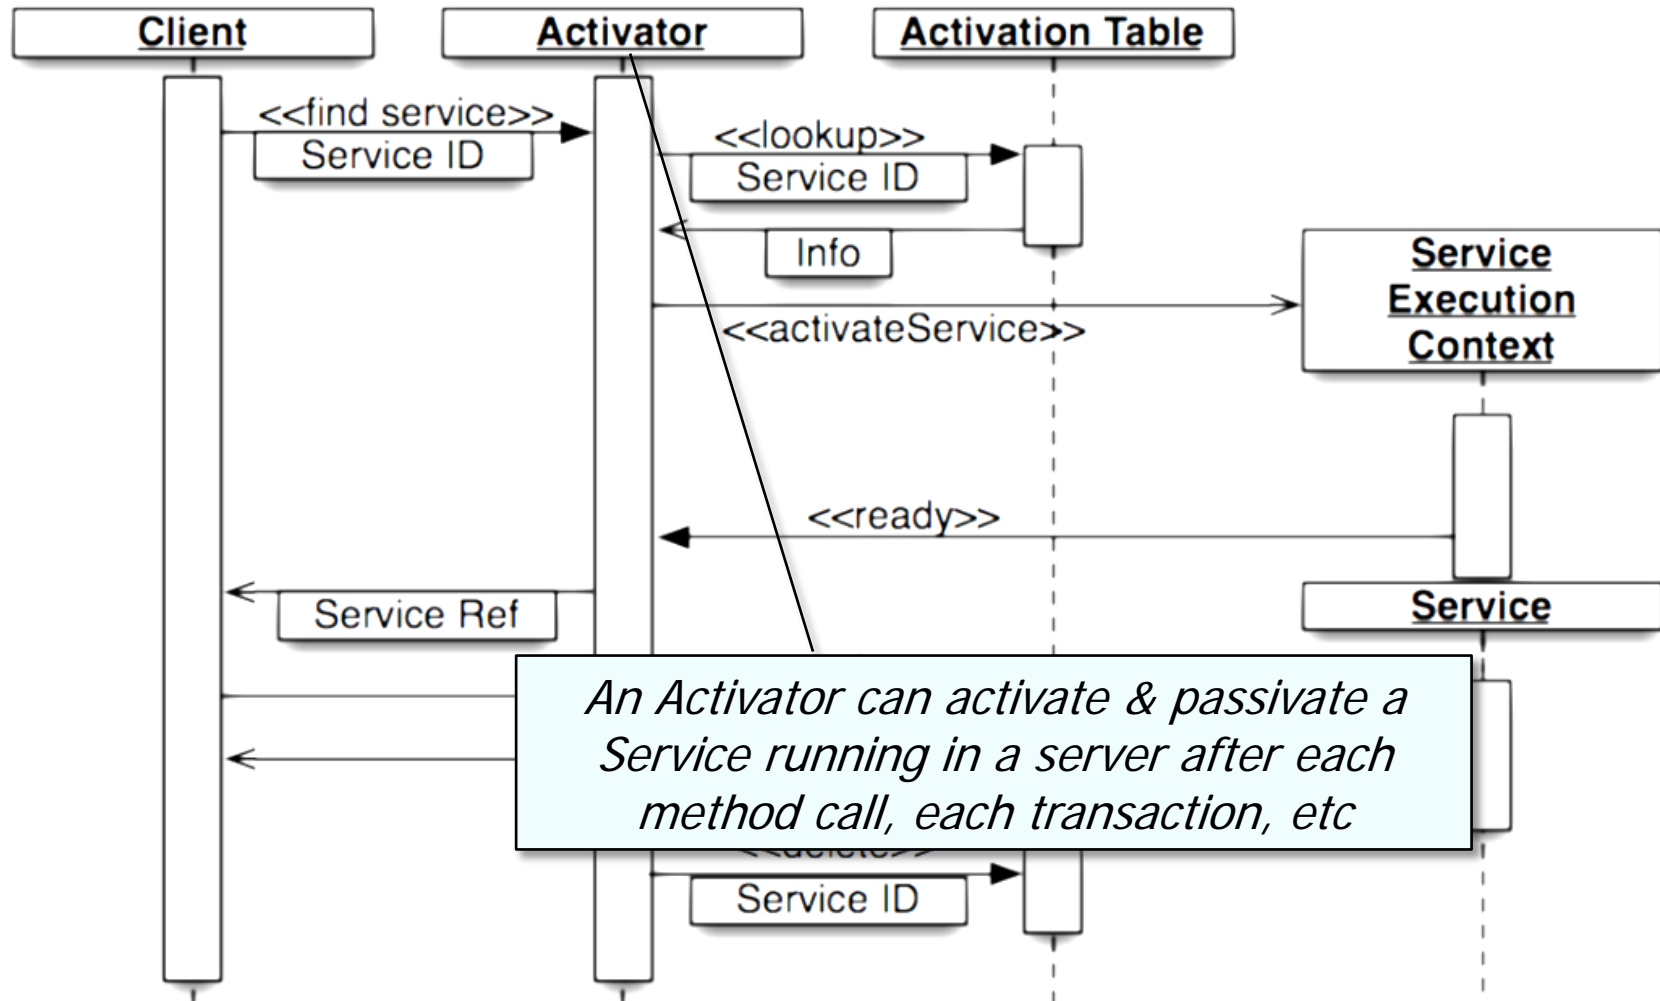 Client
Activator
Activation Table
<<find service>>
Service ID
<<lookup>>
Service ID
Info
Service
Execution
Context
<<activateService>>
<<ready>>
Service Ref
Service
An Activator can activate & passivate a
Service running in a server after each
method call, each transaction, etc
<<delete>>
Service ID